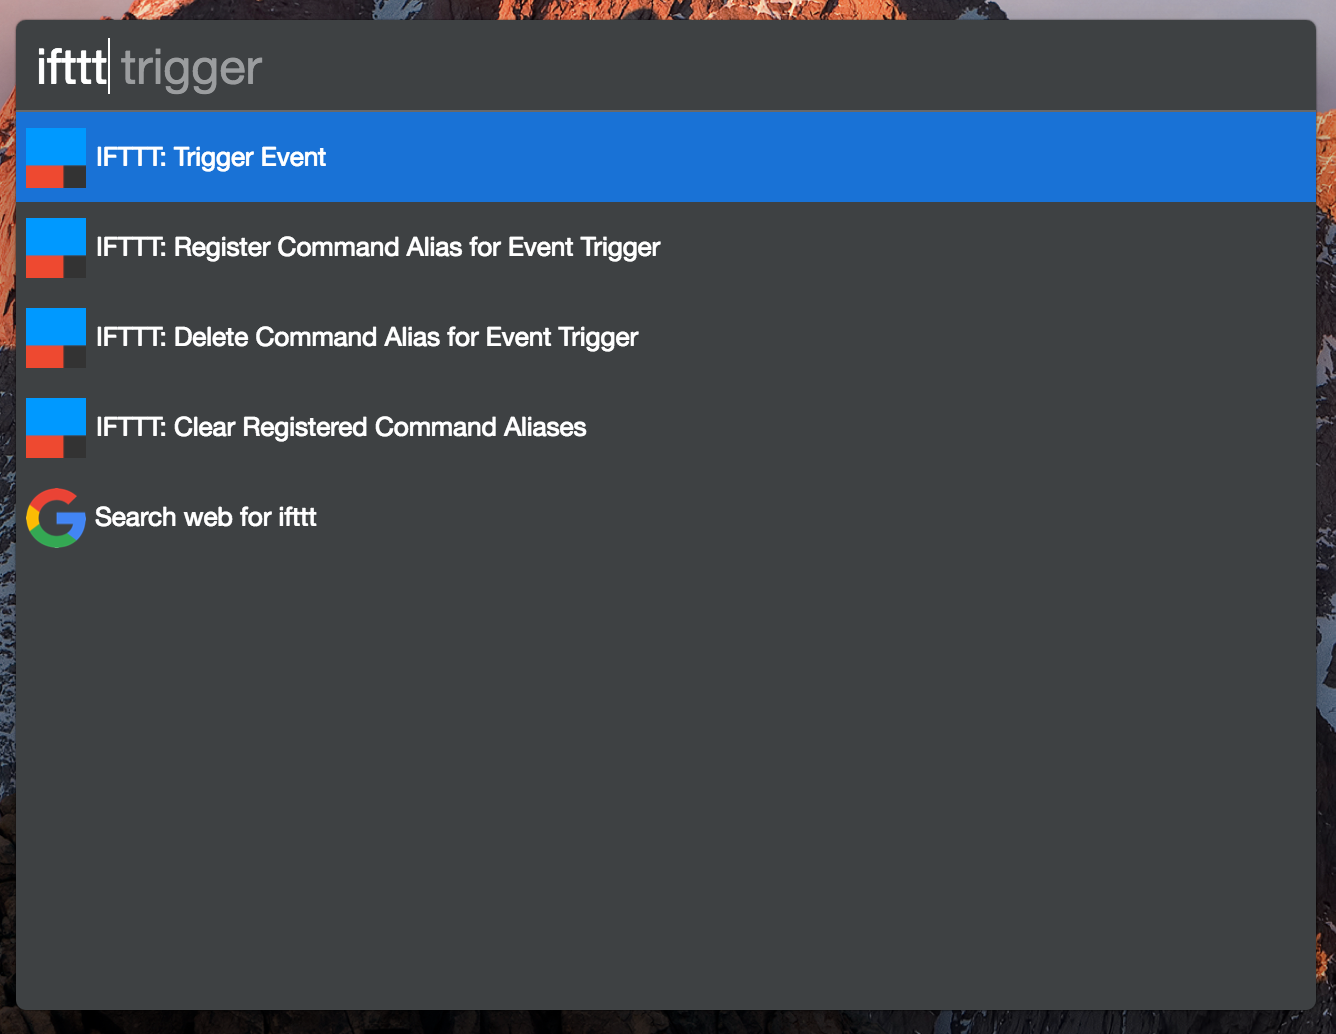 ifttt trigger
IFTTT: Trigger Event
IFTTT: Register Command Alias for Event Trigger
IFTTT: Delete Command Alias for Event Trigger
IFTTT: Clear Registered Command Aliases
Search web for ifttt